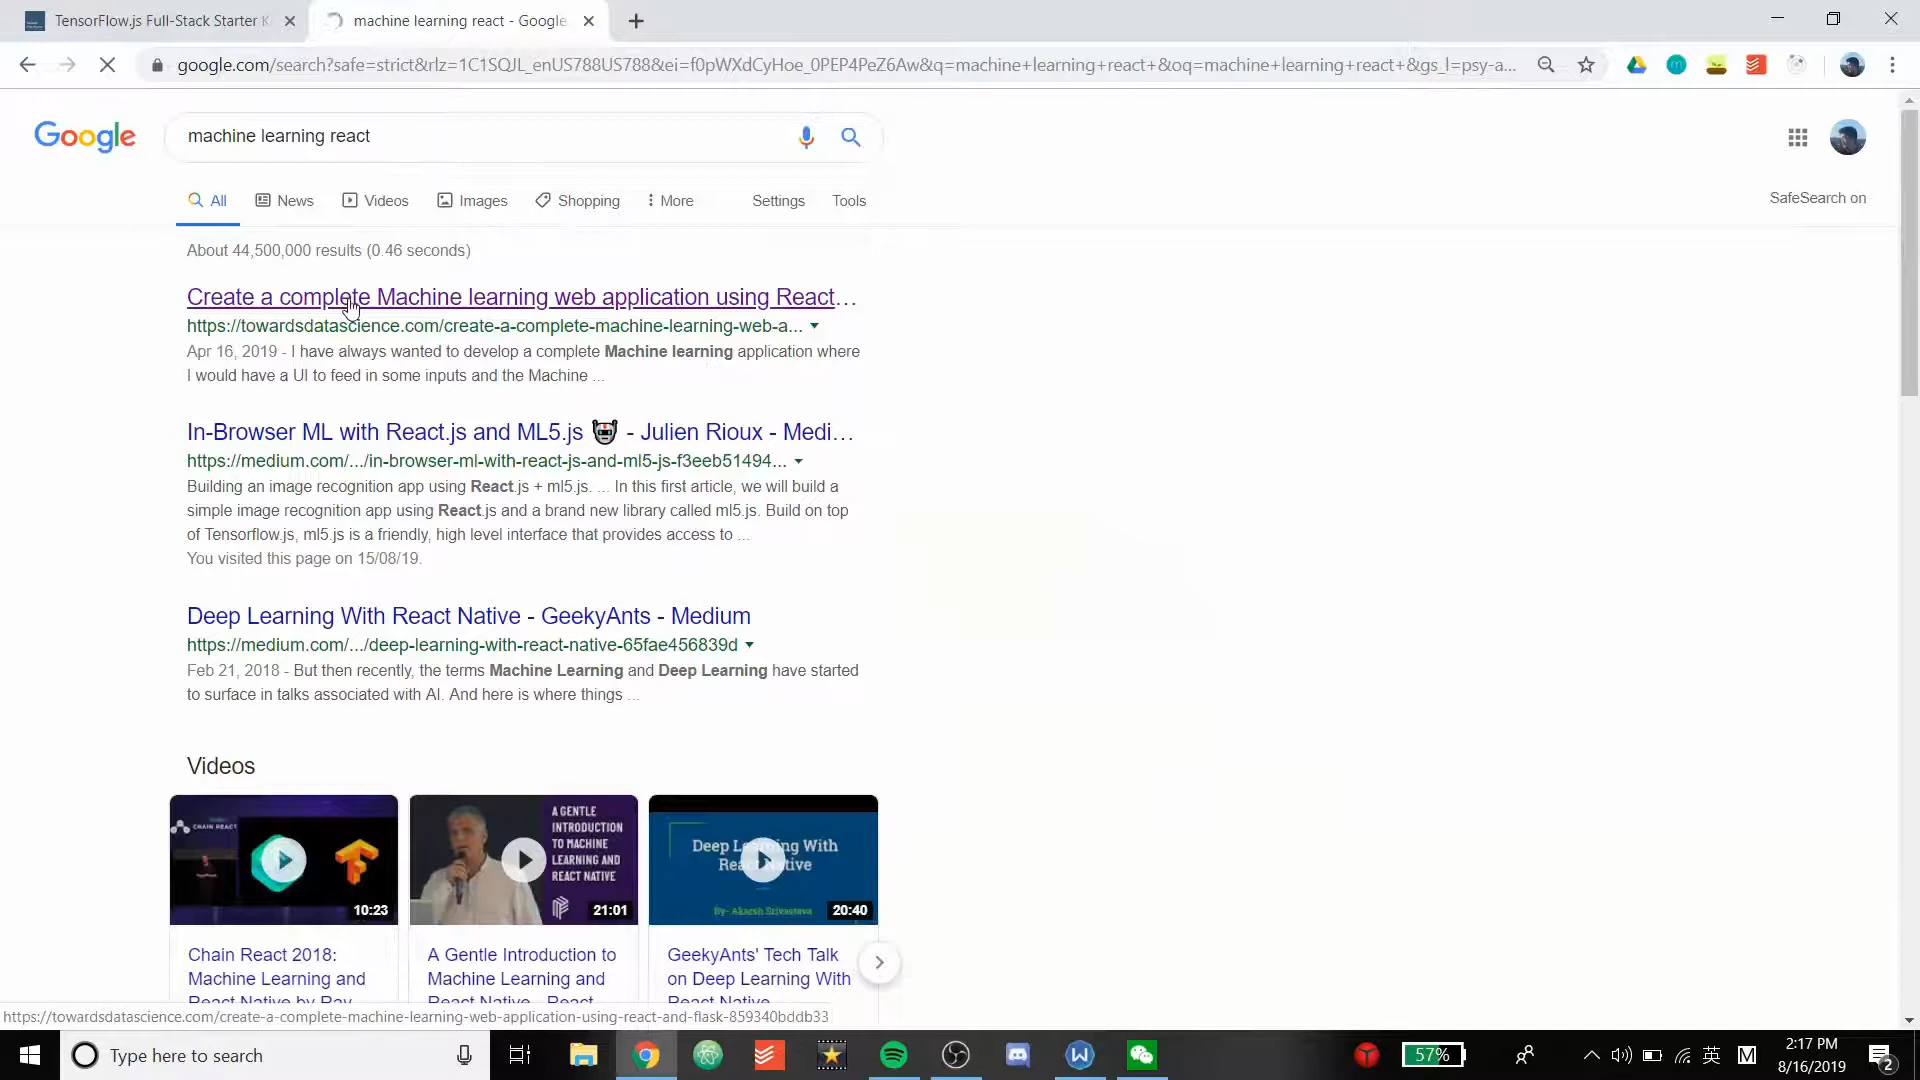 TensorFlow.js Full-Stack Starter K
machine learning react - Google
google.com/search?safe=strict&rlz=1C1SQJL_enUS788US788&ei=f0pWXdCyHoe_0PEP4PeZ6Aw&q=machine+learning+react+&oq=machine+learning+react+&gs_l=psy-a...
Google
machine learning react
All News Videos Images Shopping More Settings Tools
SafeSearch on
About 44,500,000 results (0.46 seconds)
Create a complete Machine learning web application using React...
https://towardsdatascience.com/create-a-complete-machine-learning-web-a...
Apr 16, 2019 - I have always wanted to develop a complete Machine learning application where
I would have a UI to feed in some inputs and the Machine ...
In-Browser ML with React.js and ML5.js 🤖 - Julien Rioux - Medi...
https://medium.com/.../in-browser-ml-with-react-js-and-ml5-js-f3eeb51494...
Building an image recognition app using React.js + ml5.js. ... In this first article, we will build a
simple image recognition app using React.js and a brand new library called ml5.js. Build on top
of Tensorflow.js, ml5.js is a friendly, high level interface that provides access to ...
You visited this page on 15/08/19.
Deep Learning With React Native - GeekyAnts - Medium
https://medium.com/.../deep-learning-with-react-native-65fae456839d
Feb 21, 2018 - But then recently, the terms Machine Learning and Deep Learning have started
to surface in talks associated with AI. And here is where things ...
Videos
CHAIN REACT
10:23
A GENTLE
INTRODUCTION
TO MACHINE
LEARNING AND
REACT NATIVE
21:01
Deep Learning With
React Native
By- Akarsh Srivastava
20:40
Chain React 2018:
Machine Learning and
React Native by Ray
A Gentle Introduction to
Machine Learning and
React Native - React
GeekyAnts' Tech Talk
on Deep Learning With
React Native
https://towardsdatascience.com/create-a-complete-machine-learning-web-application-using-react-and-flask-859340bddb33
Type here to search
57%
英
M
2:17 PM
8/16/2019
2